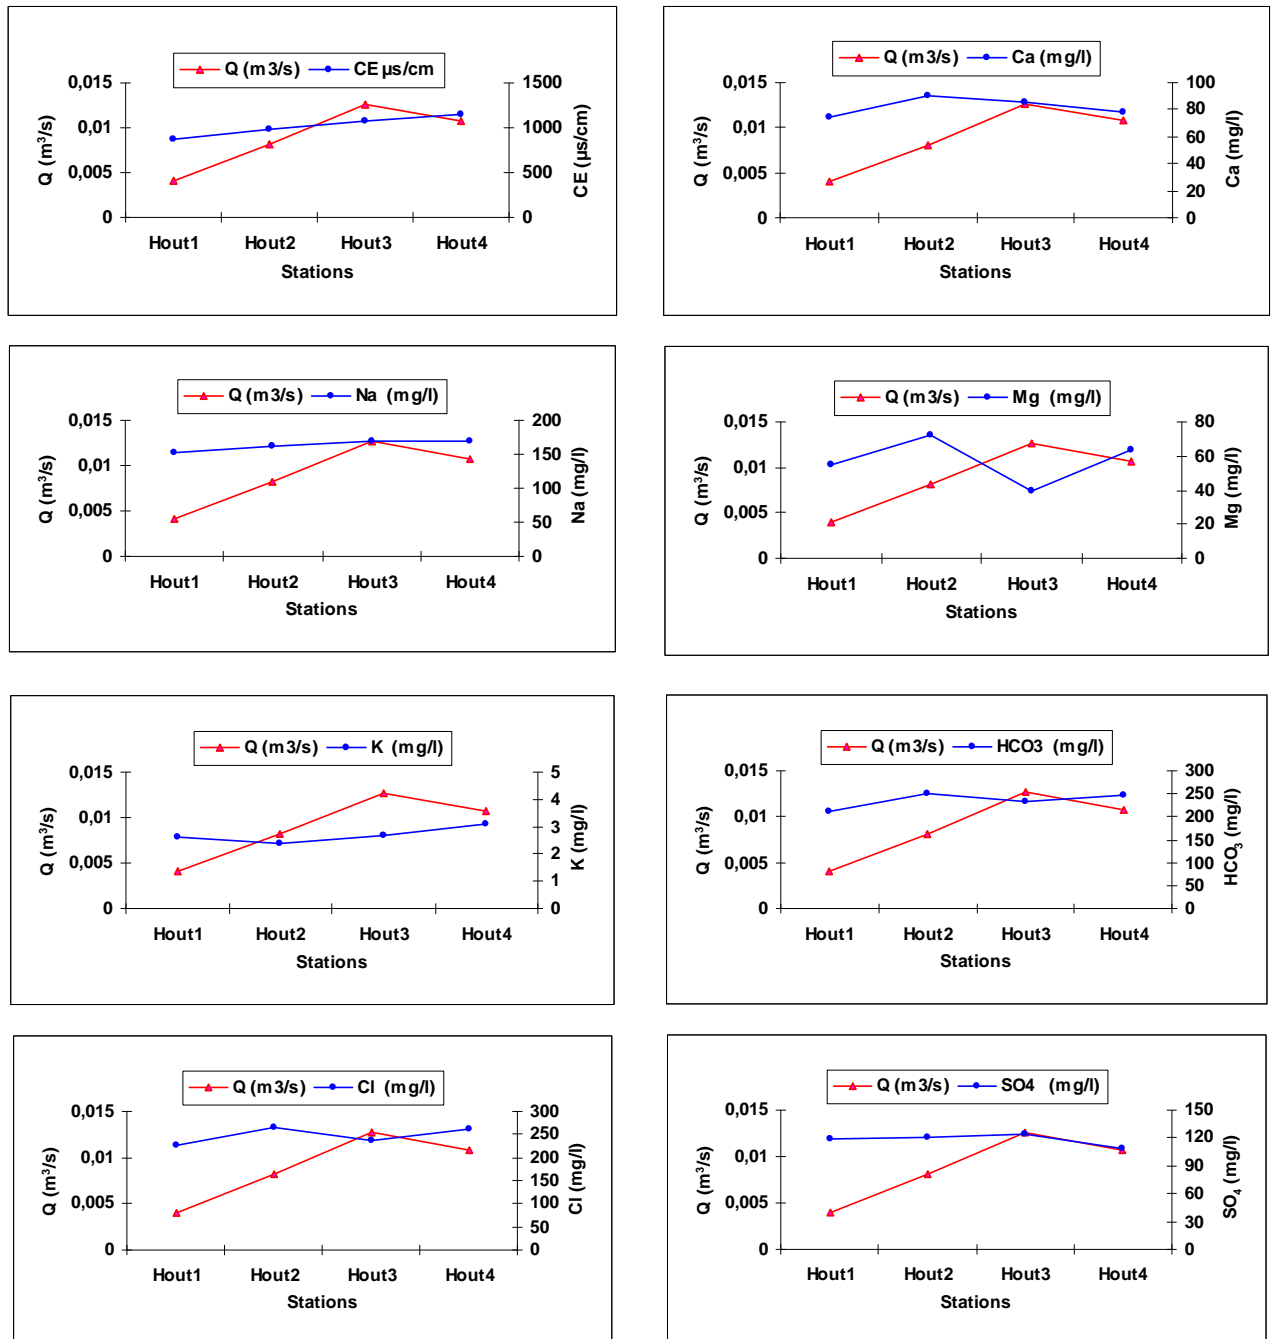 Q (m3/s) CE µs/cm
0,015 1500
0,01 1000
0,005 500
0 0
Q (m³/s)
CE (µs/cm)
Hout1 Hout2 Hout3 Hout4
Stations
Q (m3/s) Ca (mg/l)
0,015 100
80
0,01 60
0,005 40
20
0 0
Q (m³/s)
Ca (mg/l)
Hout1 Hout2 Hout3 Hout4
Stations
Q (m3/s) Na (mg/l)
0,015 200
0,01 150
100
0,005 50
0 0
Q (m³/s)
Na (mg/l)
Hout1 Hout2 Hout3 Hout4
Stations
Q (m3/s) Mg (mg/l)
0,015 80
0,01 60
40
0,005 20
0 0
Q (m³/s)
Mg (mg/l)
Hout1 Hout2 Hout3 Hout4
Stations
Q (m3/s) K (mg/l)
0,015 5
4
0,01 3
0,005 2
1
0 0
Q (m³/s)
K (mg/l)
Hout1 Hout2 Hout3 Hout4
Stations
Q (m3/s) HCO3 (mg/l)
0,015 300
250
0,01 200
150
0,005 100
50
0 0
Q (m³/s)
HCO₃ (mg/l)
Hout1 Hout2 Hout3 Hout4
Stations
Q (m3/s) Cl (mg/l)
0,015 300
250
0,01 200
150
0,005 100
50
0 0
Q (m³/s)
Cl (mg/l)
Hout1 Hout2 Hout3 Hout4
Stations
Q (m3/s) SO4 (mg/l)
0,015 150
120
0,01 90
0,005 60
30
0 0
Q (m³/s)
SO₄ (mg/l)
Hout1 Hout2 Hout3 Hout4
Stations